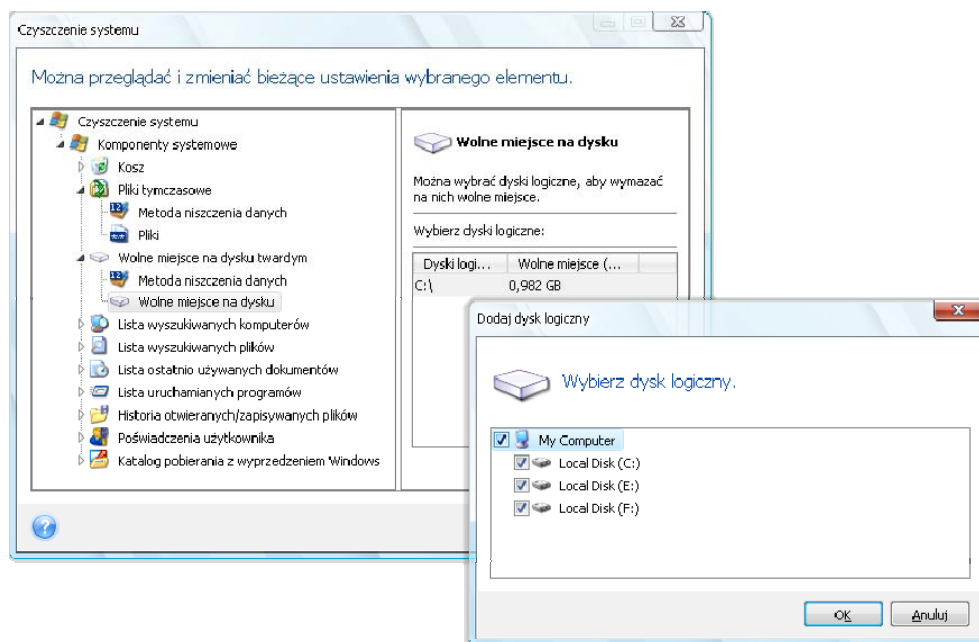 Czyszczenie systemu
Można przeglądać i zmieniać bieżące ustawienia wybranego elementu.
Czyszczenie systemu
Komponenty systemowe
Kosz
Pliki tymczasowe
Metoda niszczenia danych
Pliki
Wolne miejsce na dysku twardym
Metoda niszczenia danych
Wolne miejsce na dysku
Lista wyszukiwanych komputerów
Lista wyszukiwanych plików
Lista ostatnio używanych dokumentów
Lista uruchamianych programów
Historia otwieranych/zapisywanych plików
Poświadczenia użytkownika
Katalog pobierania z wyprzedzeniem Windows
Wolne miejsce na dysku
Można wybrać dyski logiczne, aby wymazać
na nich wolne miejsce.
Wybierz dyski logiczne:
Dyski logi... Wolne miejsce (...
C:\ 0,982 GB
Dodaj dysk logiczny
Wybierz dysk logiczny.
My Computer
Local Disk (C:)
Local Disk (E:)
Local Disk (F:)
OK Anuluj